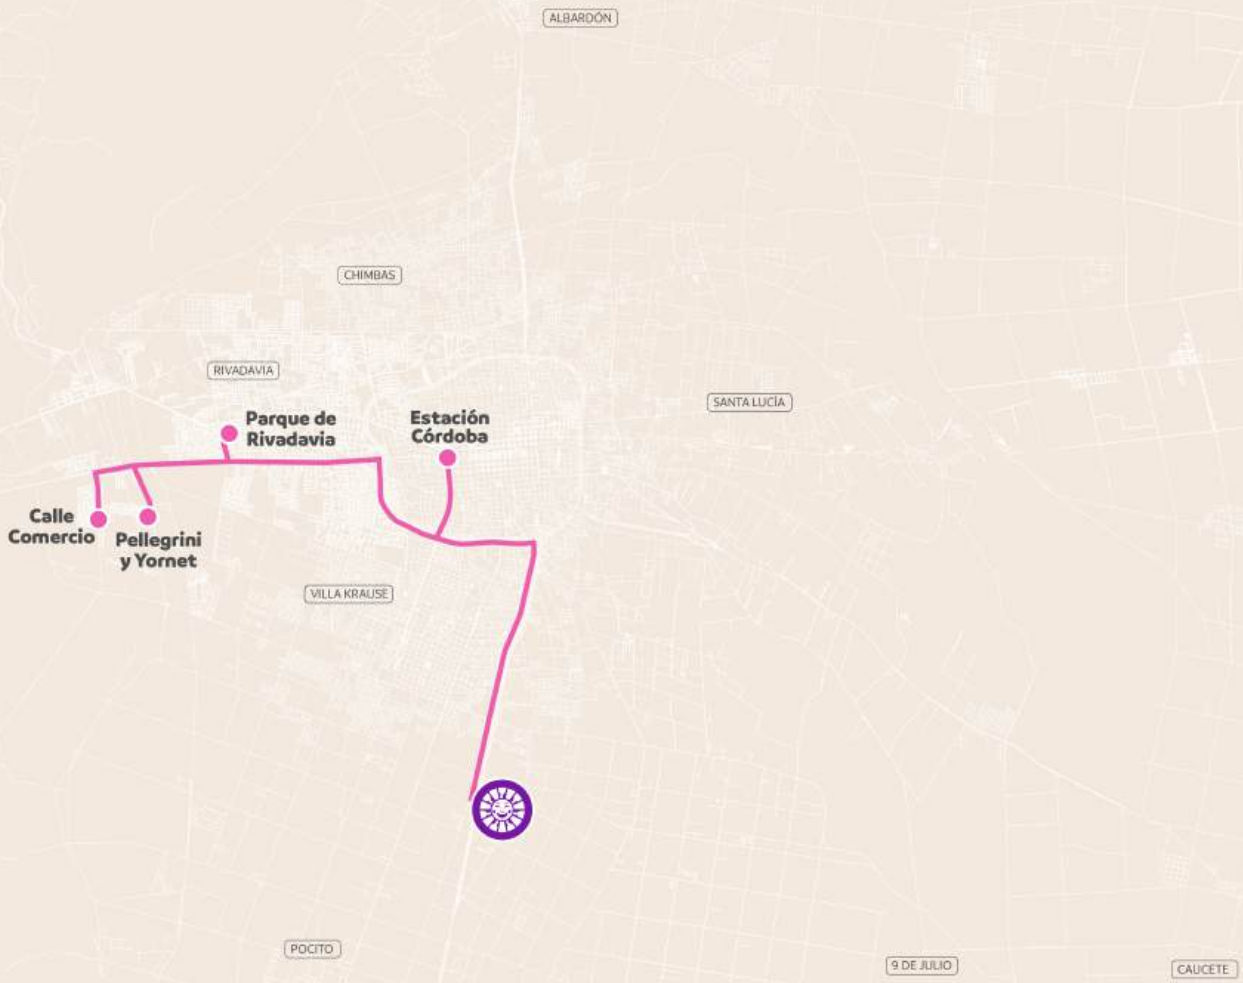 ALBARDÓN
CHIMBAS
RIVADAVIA
SANTA LUCÍA
Parque de
Rivadavia
Estación
Córdoba
Calle
Comercio
Pellegrini
y Yornet
VILLA KRAUSE
POCITO
9 DE JULIO
CAUCETE